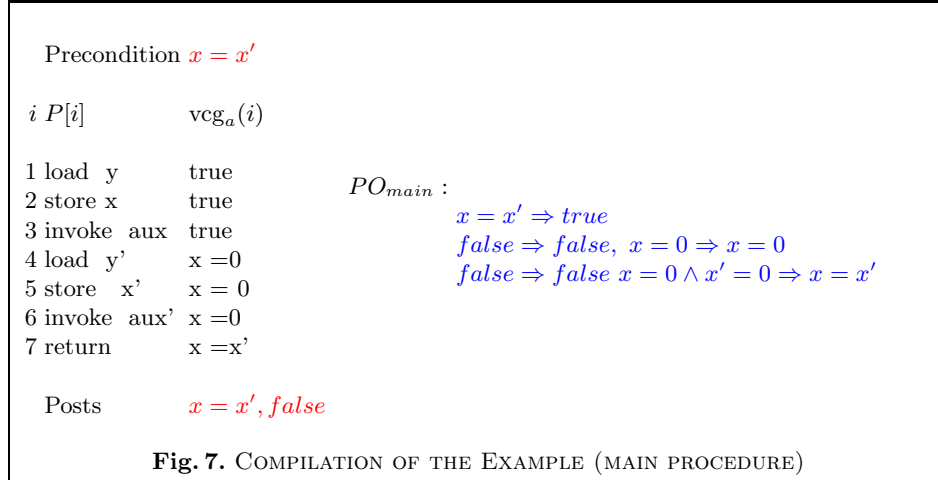 Precondition x = x′
i P[i] vcg_a(i)
1 load y true
2 store x true
3 invoke aux true
4 load y' x =0
5 store x' x = 0
6 invoke aux' x =0
7 return x =x'
Posts x = x′, false
PO_main :
x = x′ ⇒ true
false ⇒ false, x = 0 ⇒ x = 0
false ⇒ false x = 0 ∧ x′ = 0 ⇒ x = x′
Fig. 7. Compilation of the Example (main procedure)